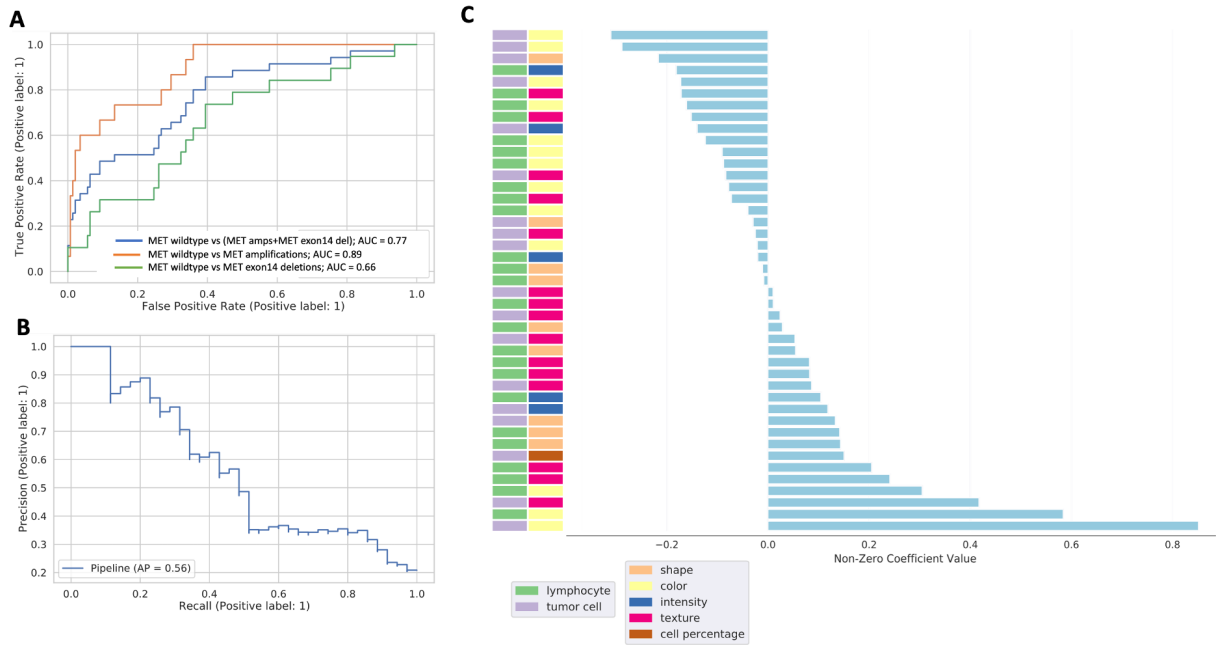 A
1.0
0.8
0.6
0.4
0.2
0.0
True Positive Rate (Positive label: 1)
MET wildtype vs (MET amps+MET exon14 del); AUC = 0.77
MET wildtype vs MET amplifications; AUC = 0.89
MET wildtype vs MET exon14 deletions; AUC = 0.66
0.0 0.2 0.4 0.6 0.8 1.0
False Positive Rate (Positive label: 1)
B
1.0
0.9
0.8
0.7
0.6
0.5
0.4
0.3
0.2
Precision (Positive label: 1)
Pipeline (AP = 0.56)
0.0 0.2 0.4 0.6 0.8 1.0
Recall (Positive label: 1)
C
−0.2 0.0 0.2 0.4 0.6 0.8
Non-Zero Coefficient Value
lymphocyte
tumor cell
shape
color
intensity
texture
cell percentage